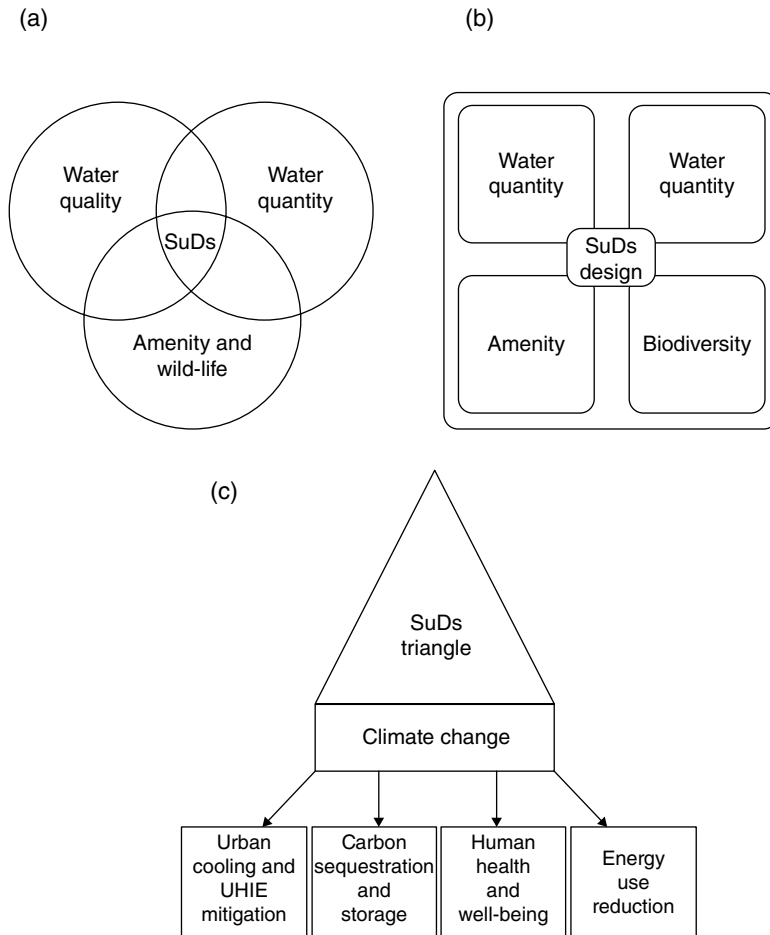 (a)
Water
quality
Water
quantity
SuDs
Amenity and
wild-life
(b)
Water
quantity
Water
quantity
SuDs
design
Amenity
Biodiversity
(c)
SuDs
triangle
Climate change
Urban
cooling and
UHIE
mitigation
Carbon
sequestration
and
storage
Human
health
and
well-being
Energy
use
reduction